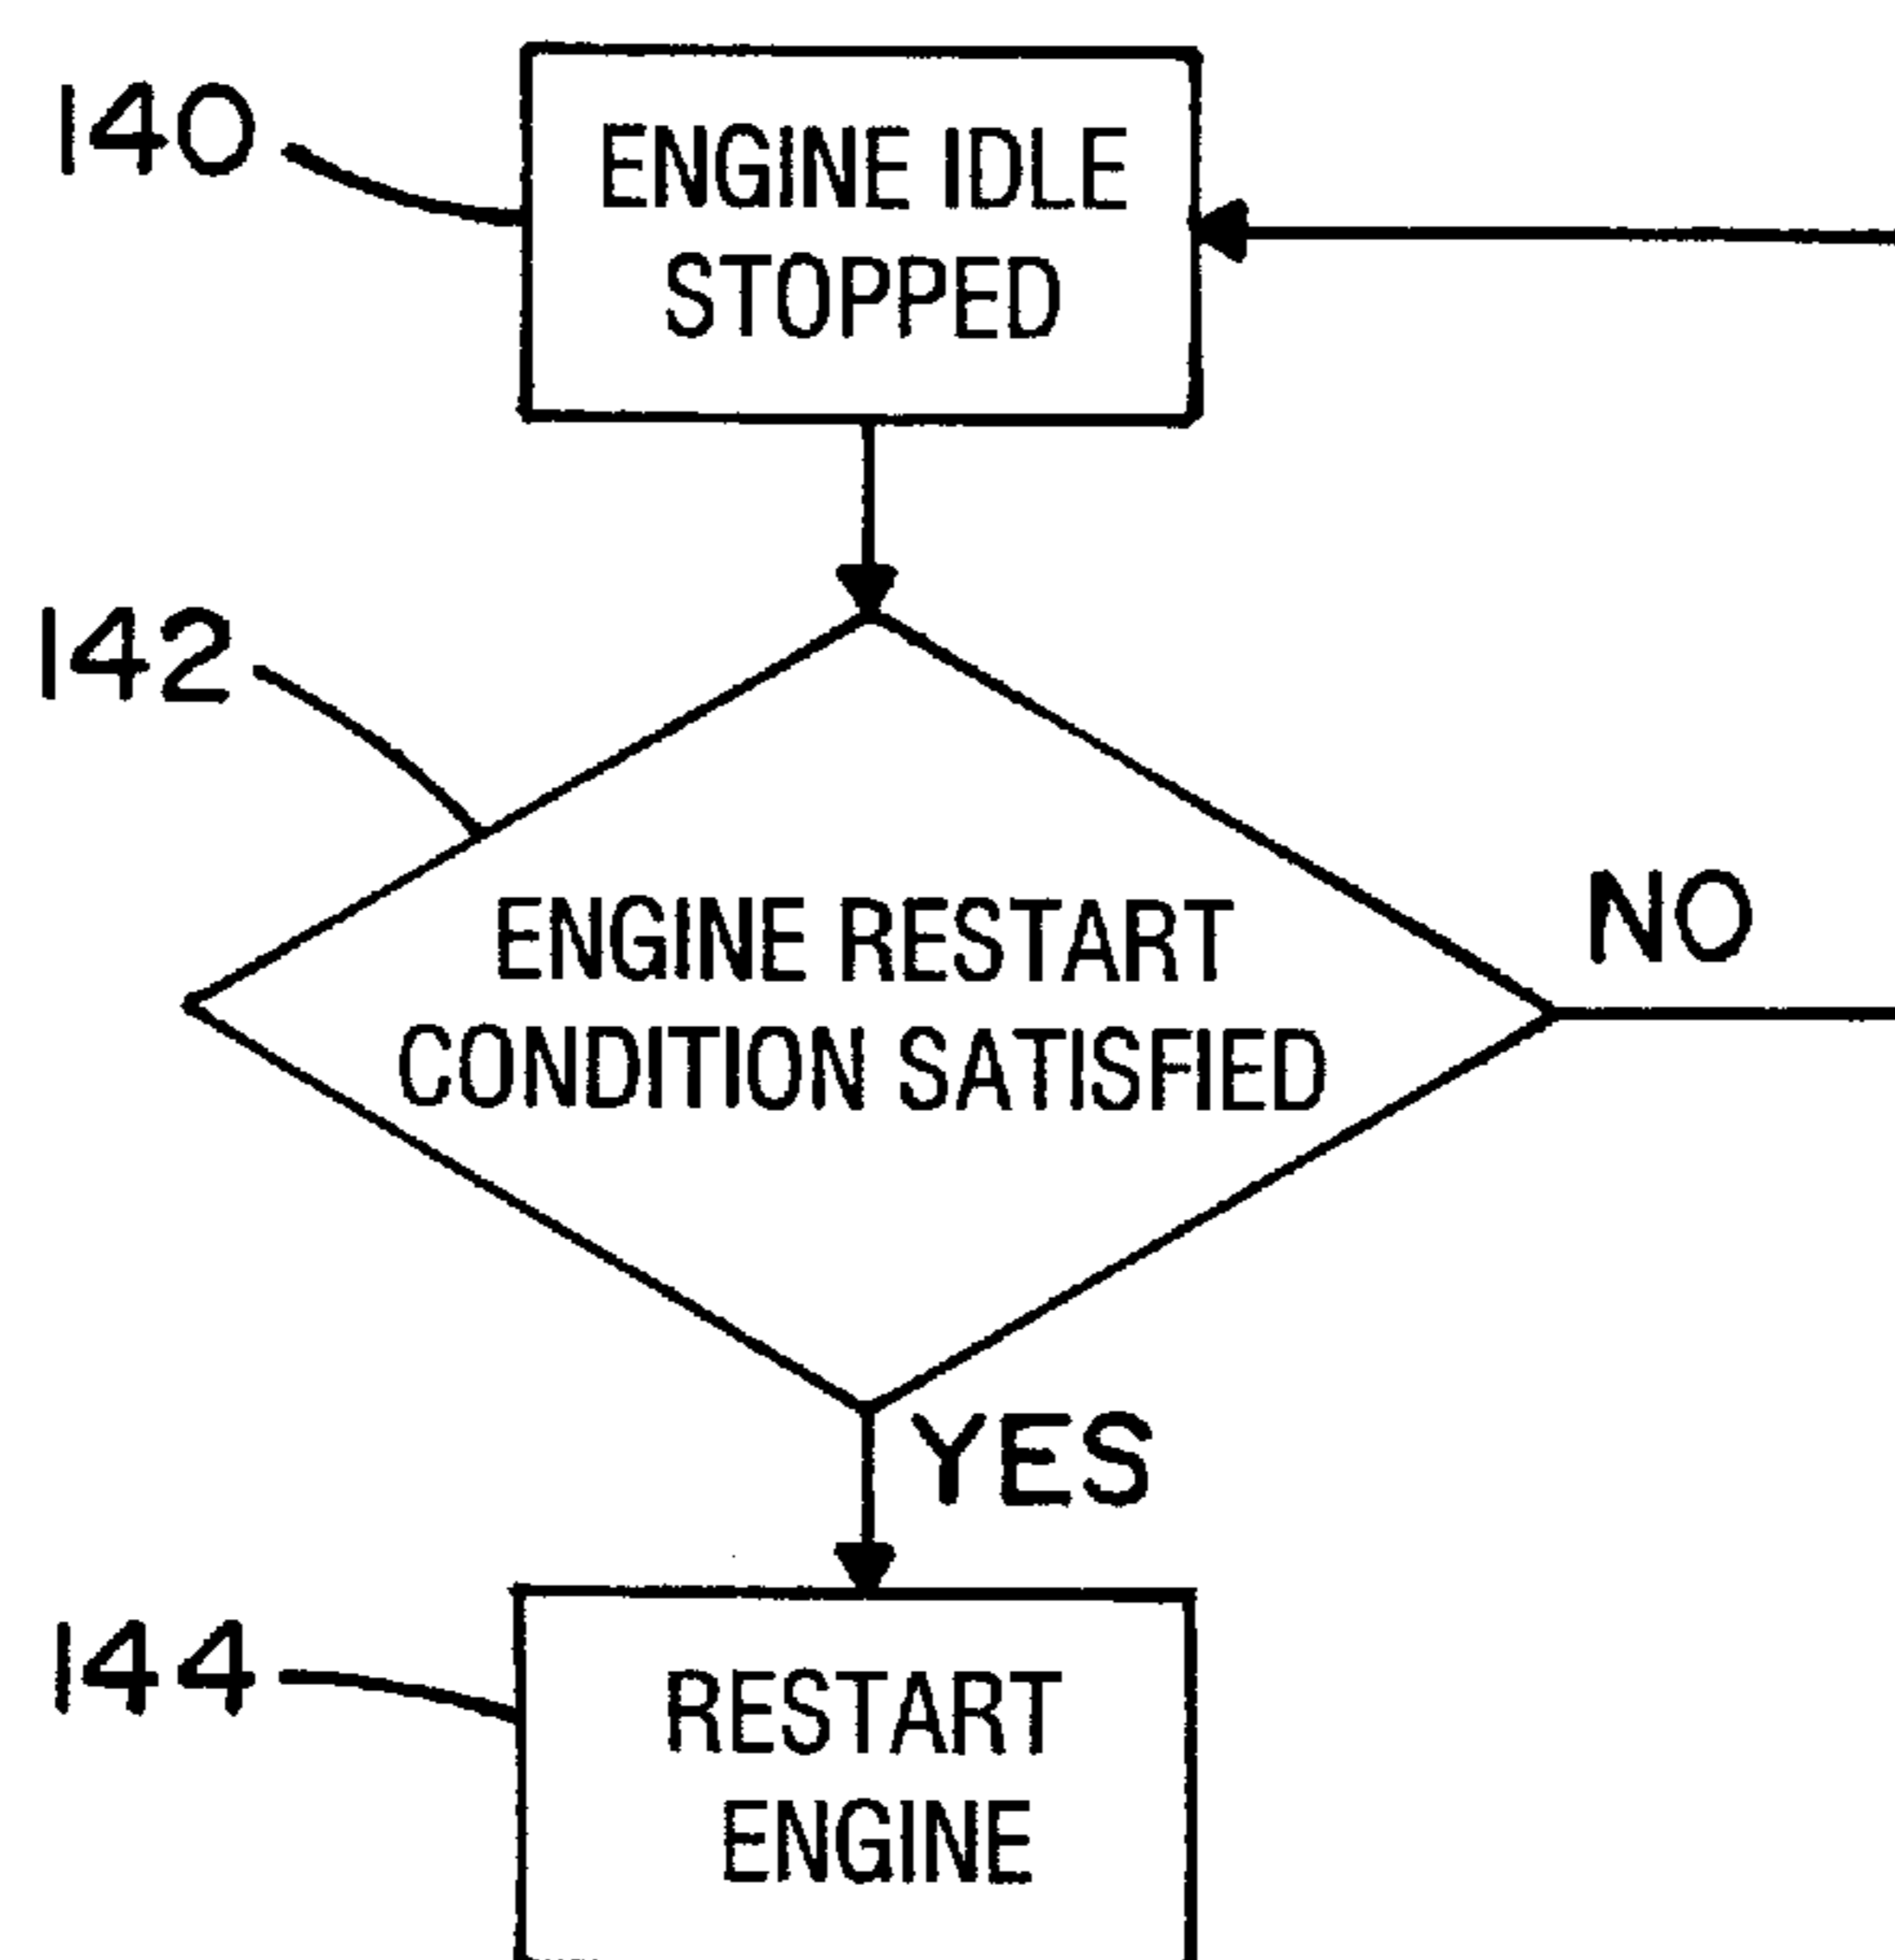 140
ENGINE IDLE
STOPPED
142
ENGINE RESTART
CONDITION SATISFIED
NO
YES
144
RESTART
ENGINE